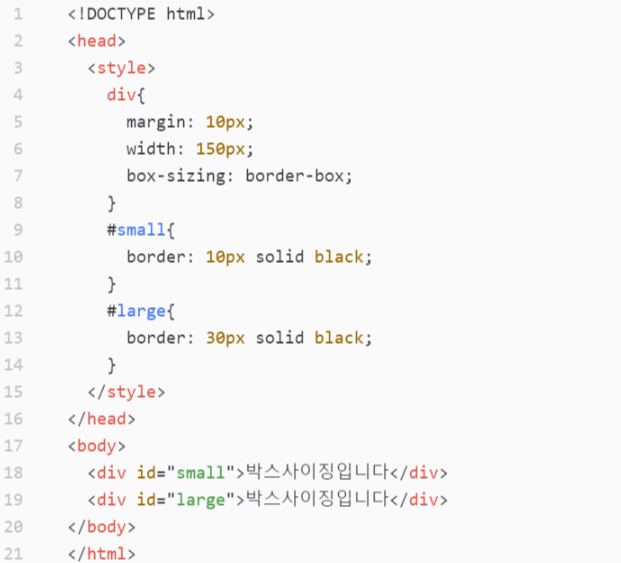 1 <!DOCTYPE html>
2 <head>
3 <style>
4 div{
5 margin: 10px;
6 width: 150px;
7 box-sizing: border-box;
8 }
9 #small{
10 border: 10px solid black;
11 }
12 #large{
13 border: 30px solid black;
14 }
15 </style>
16 </head>
17 <body>
18 <div id="small">박스사이징입니다</div>
19 <div id="large">박스사이징입니다</div>
20 </body>
21 </html>